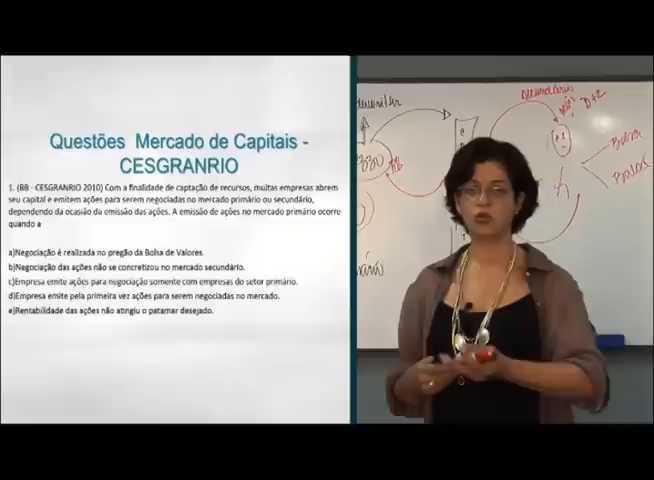 Questões Mercado de Capitais -
CESGRANRIO
1. (BB - CESGRANRIO 2010) Com a finalidade de captação de recursos, muitas empresas abrem
seu capital e emitem ações para serem negociadas no mercado primário ou secundário,
dependendo da ocasião da emissão das ações. A emissão de ações no mercado primário ocorre
quando a
a)Negociação é realizada no pregão da Bolsa de Valores.
b)Negociação das ações não se concretizou no mercado secundário.
c)Empresa emite ações para negociação somente com empresas do setor primário.
d)Empresa emite pela primeira vez ações para serem negociadas no mercado.
e)Rentabilidade das ações não atingiu o patamar desejado.
secundário
D+2
Bolsa